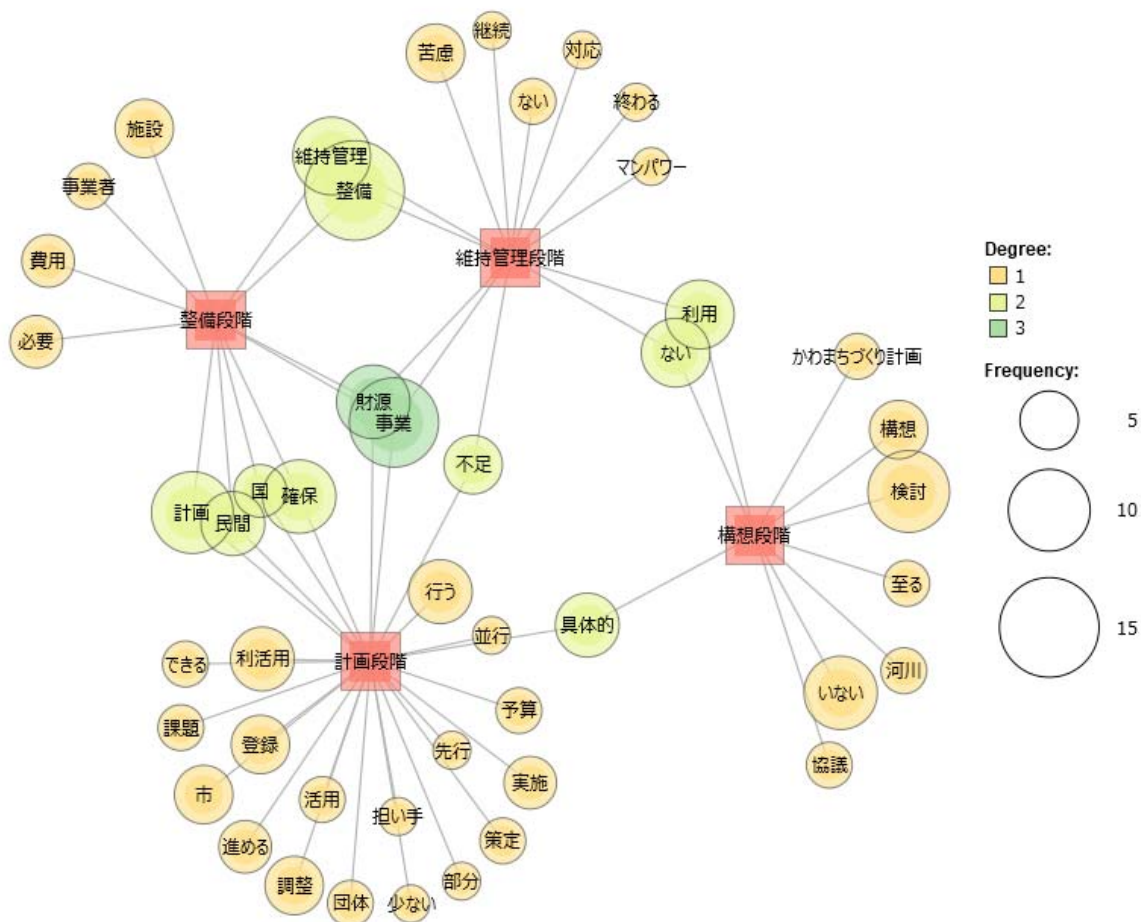 継続
苦慮
対応
ない
終わる
施設
維持管理
マンパワー
事業者
整備
費用
維持管理段階
Degree:
1
2
3
整備段階
利用
必要
ない
かわまちづくり計画
Frequency:
5
10
15
財源
事業
構想
不足
検討
国
確保
計画
民間
構想段階
行う
至る
具体的
並行
計画段階
できる
利活用
河川
いない
予算
課題
登録
先行
協議
実施
市
活用
担い手
策定
進める
調整
部分
団体
少ない